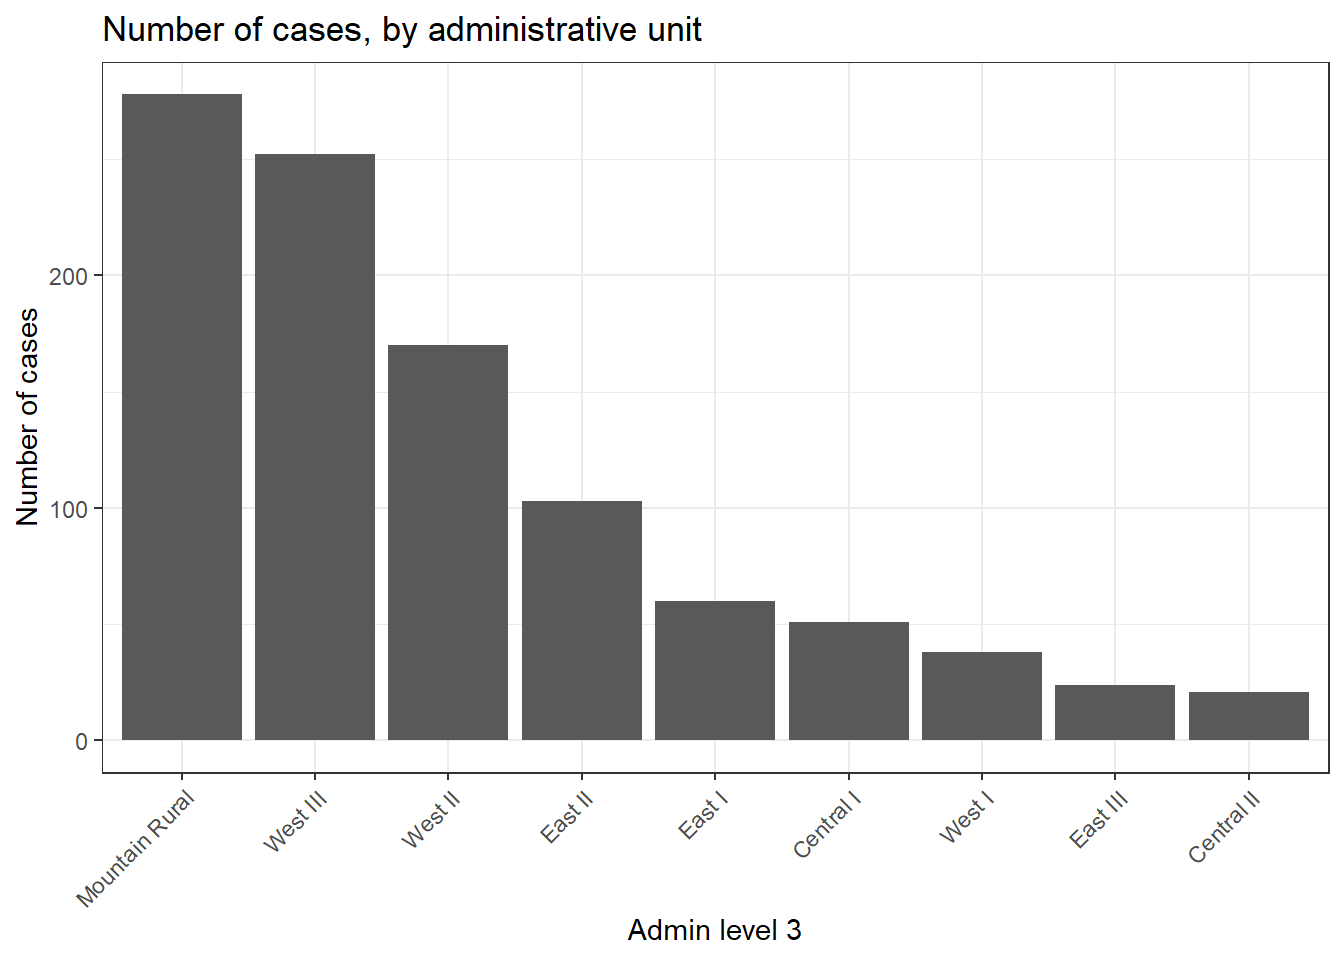 Number of cases, by administrative unit
Number of cases
200
100
0
Mountain Rural
West III
West II
East II
East I
Central I
West I
East III
Central II
Admin level 3